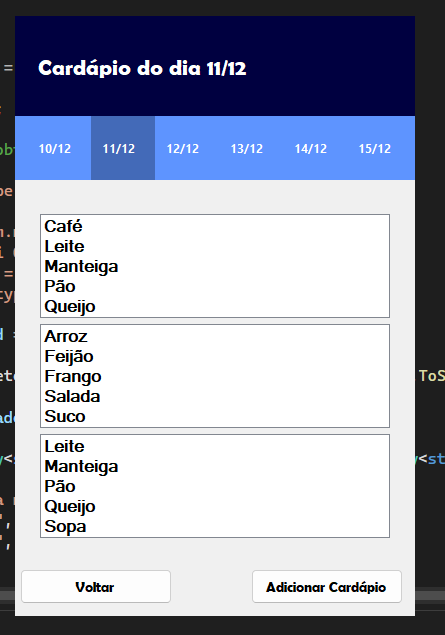 Cardápio do dia 11/12
10/12 11/12 12/12 13/12 14/12 15/12
Café
Leite
Manteiga
Pão
Queijo
Arroz
Feijão
Frango
Salada
Suco
Leite
Manteiga
Pão
Queijo
Sopa
Voltar Adicionar Cardápio